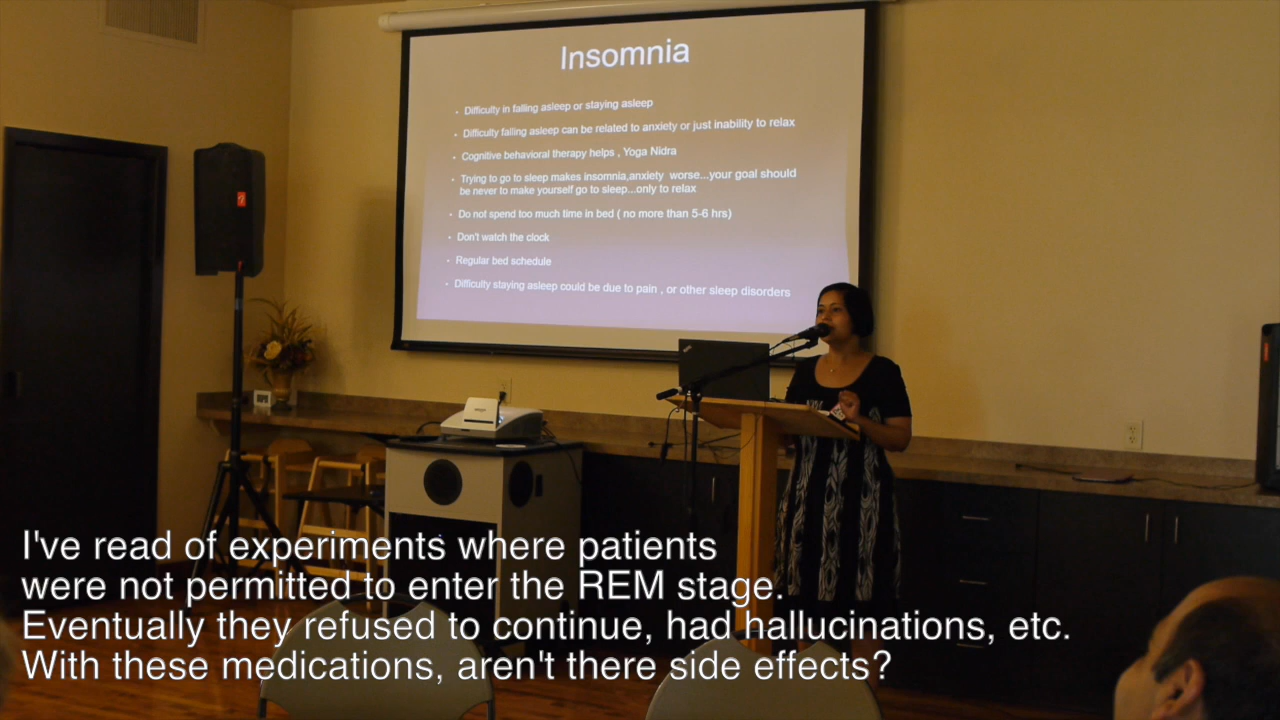 Insomnia
• Difficulty in falling asleep or staying asleep
• Difficulty falling asleep can be related to anxiety or just inability to relax
• Cognitive behavioral therapy helps , Yoga Nidra
• Trying to go to sleep makes insomnia,anxiety worse...your goal should
be never to make yourself go to sleep...only to relax
• Do not spend too much time in bed ( no more than 5-6 hrs)
• Don't watch the clock
• Regular bed schedule
• Difficulty staying asleep could be due to pain , or other sleep disorders
I've read of experiments where patients
were not permitted to enter the REM stage.
Eventually they refused to continue, had hallucinations, etc.
With these medications, aren't there side effects?